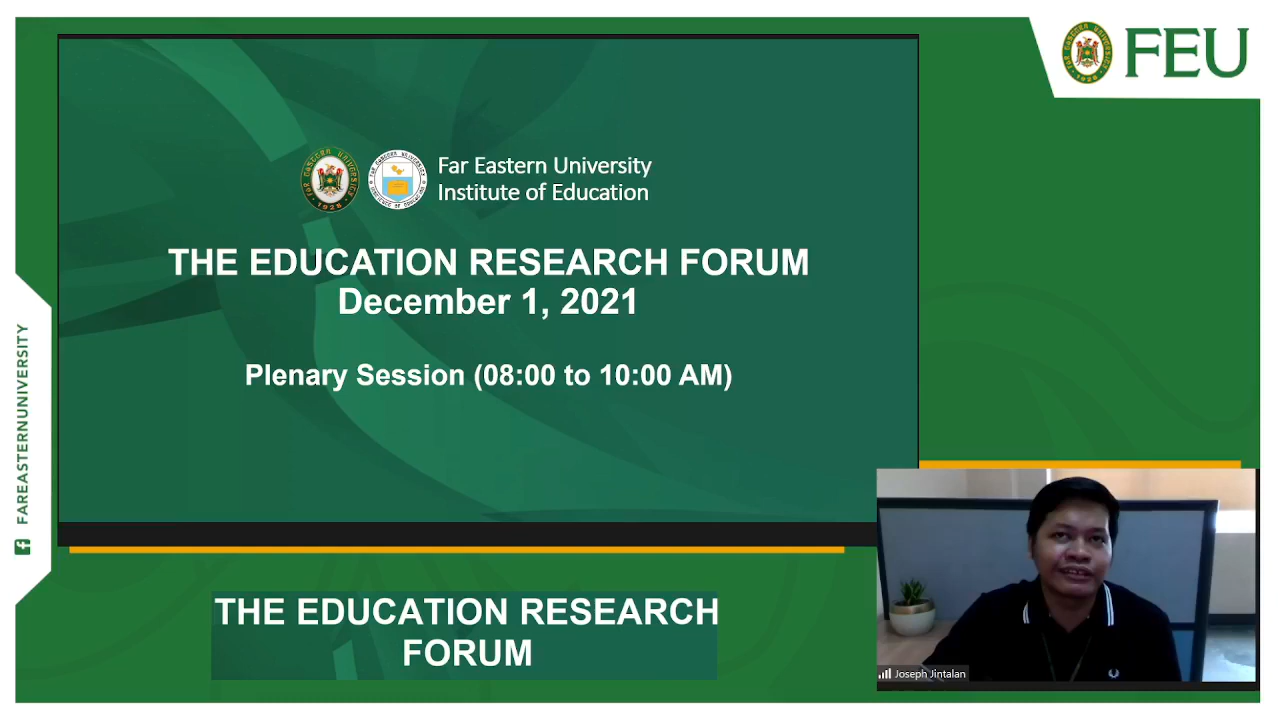 FEU
Far Eastern University
Institute of Education
THE EDUCATION RESEARCH FORUM
December 1, 2021
Plenary Session (08:00 to 10:00 AM)
FAREASTERNUNIVERSITY
THE EDUCATION RESEARCH
FORUM
Joseph Jintalan